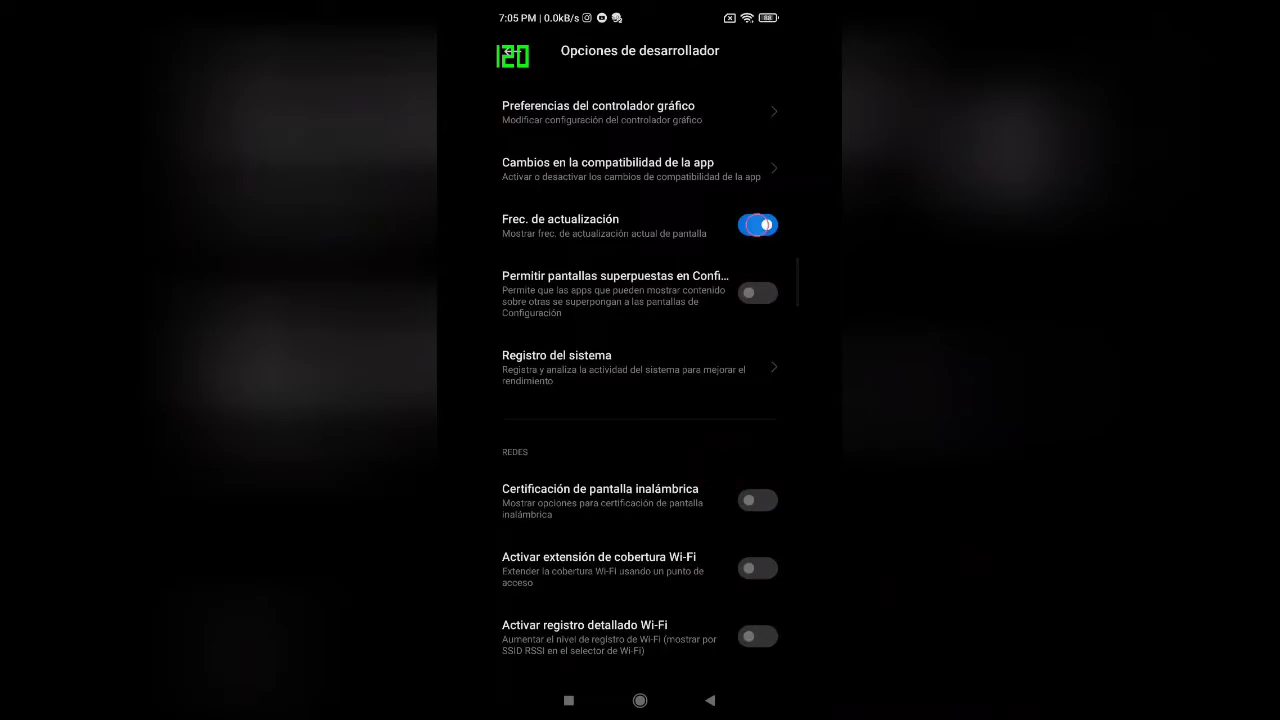 7:05 PM | 0.0kB/s
88
120
Opciones de desarrollador
Preferencias del controlador gráfico
Modificar configuración del controlador gráfico
Cambios en la compatibilidad de la app
Activar o desactivar los cambios de compatibilidad de la app
Frec. de actualización
Mostrar frec. de actualización actual de pantalla
Permitir pantallas superpuestas en Confi...
Permite que las apps que pueden mostrar contenido
sobre otras se superpongan a las pantallas de
Configuración
Registro del sistema
Registra y analiza la actividad del sistema para mejorar el
rendimiento
REDES
Certificación de pantalla inalámbrica
Mostrar opciones para certificación de pantalla
inalámbrica
Activar extensión de cobertura Wi-Fi
Extender la cobertura Wi-Fi usando un punto de
acceso
Activar registro detallado Wi-Fi
Aumentar el nivel de registro de Wi-Fi (mostrar por
SSID RSSI en el selector de Wi-Fi)